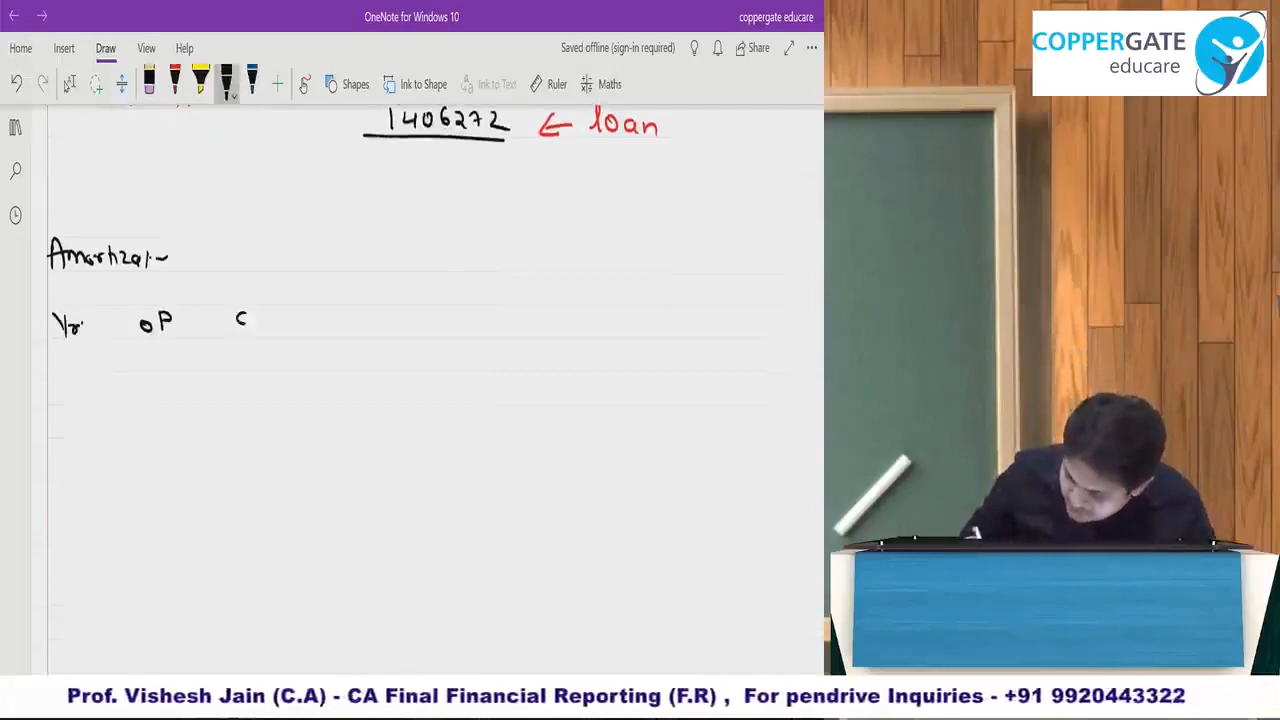 OneNote for Windows 10
coppergate educare
Home Insert Draw View Help
Saved offline (sign-in required)
Share
Shapes Ink to Shape Ink to Text Ruler Maths
COPPERGATE
educare
1406272 ← loan
Yr. OP C
Prof. Vishesh Jain (C.A) - CA Final Financial Reporting (F.R) , For pendrive Inquiries - +91 9920443322